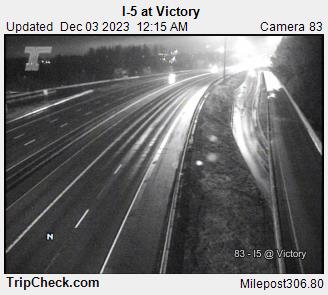 I-5 at Victory
Updated Dec 03 2023 12:15 AM Camera 83
T
N
83 - I5 @ Victory
TripCheck.com Milepost306.80